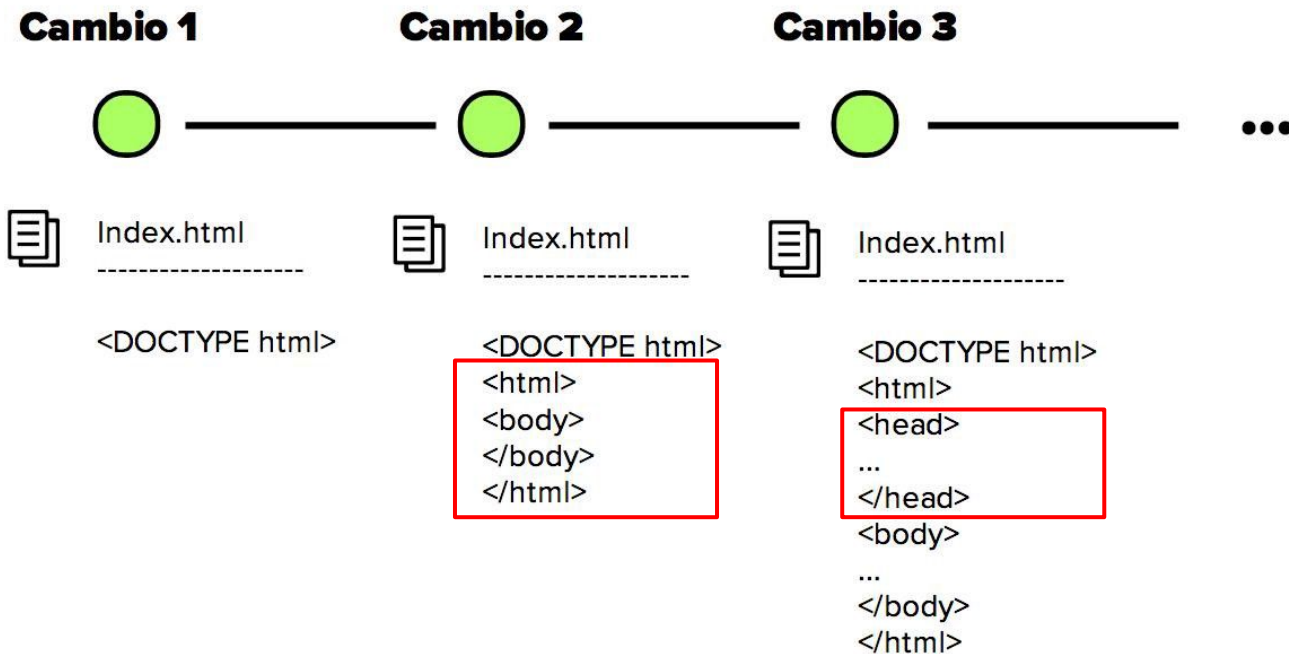 Cambio 1
Cambio 2
Cambio 3
Index.html
--------------------
<DOCTYPE html>
Index.html
--------------------
<DOCTYPE html>
<html>
<body>
</body>
</html>
Index.html
--------------------
<DOCTYPE html>
<html>
<head>
...
</head>
<body>
...
</body>
</html>